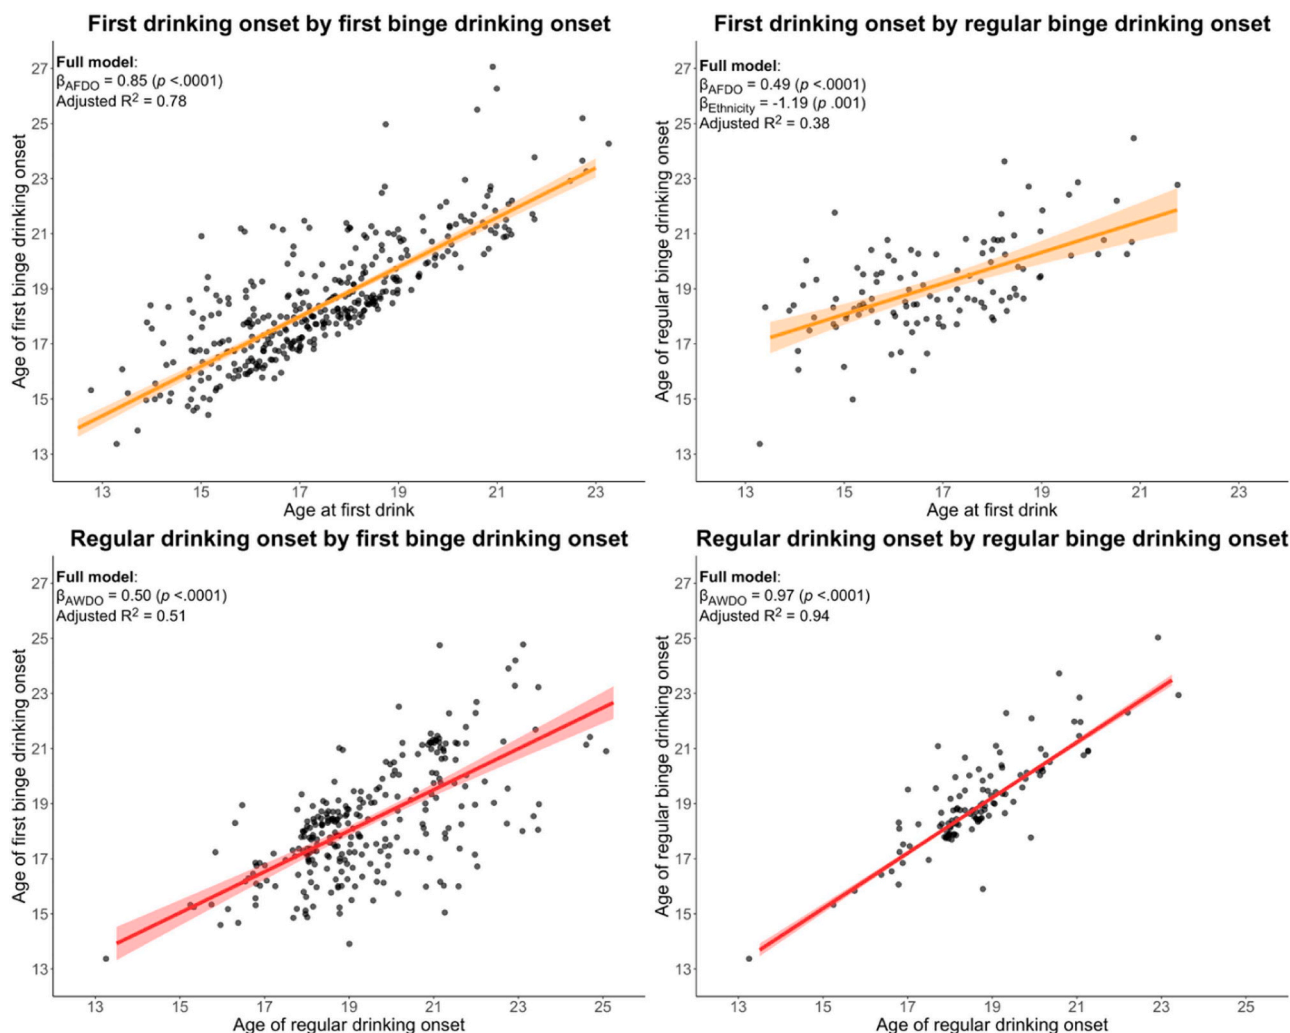 First drinking onset by first binge drinking onset
Full model:
βAFDO = 0.85 (p <.0001)
Adjusted R2 = 0.78
Age of first binge drinking onset
27
25
23
21
19
17
15
13
13 15 17 19 21 23
Age at first drink
First drinking onset by regular binge drinking onset
Full model:
βAFDO = 0.49 (p <.0001)
βEthnicity = -1.19 (p .001)
Adjusted R2 = 0.38
Age of regular binge drinking onset
27
25
23
21
19
17
15
13
13 15 17 19 21 23
Age at first drink
Regular drinking onset by first binge drinking onset
Full model:
βAWDO = 0.50 (p <.0001)
Adjusted R2 = 0.51
Age of first binge drinking onset
27
25
23
21
19
17
15
13
13 15 17 19 21 23 25
Age of regular drinking onset
Regular drinking onset by regular binge drinking onset
Full model:
βAWDO = 0.97 (p <.0001)
Adjusted R2 = 0.94
Age of regular binge drinking onset
27
25
23
21
19
17
15
13
13 15 17 19 21 23 25
Age of regular drinking onset